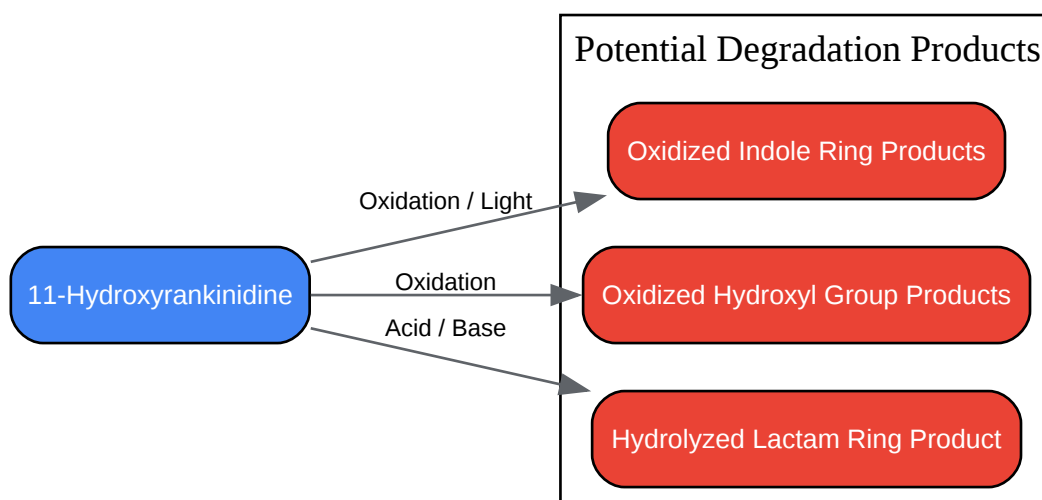 Potential Degradation Products
Oxidized Indole Ring Products
Oxidation / Light
11-Hydroxyrankinidine
Oxidation
Oxidized Hydroxyl Group Products
Acid / Base
Hydrolyzed Lactam Ring Product